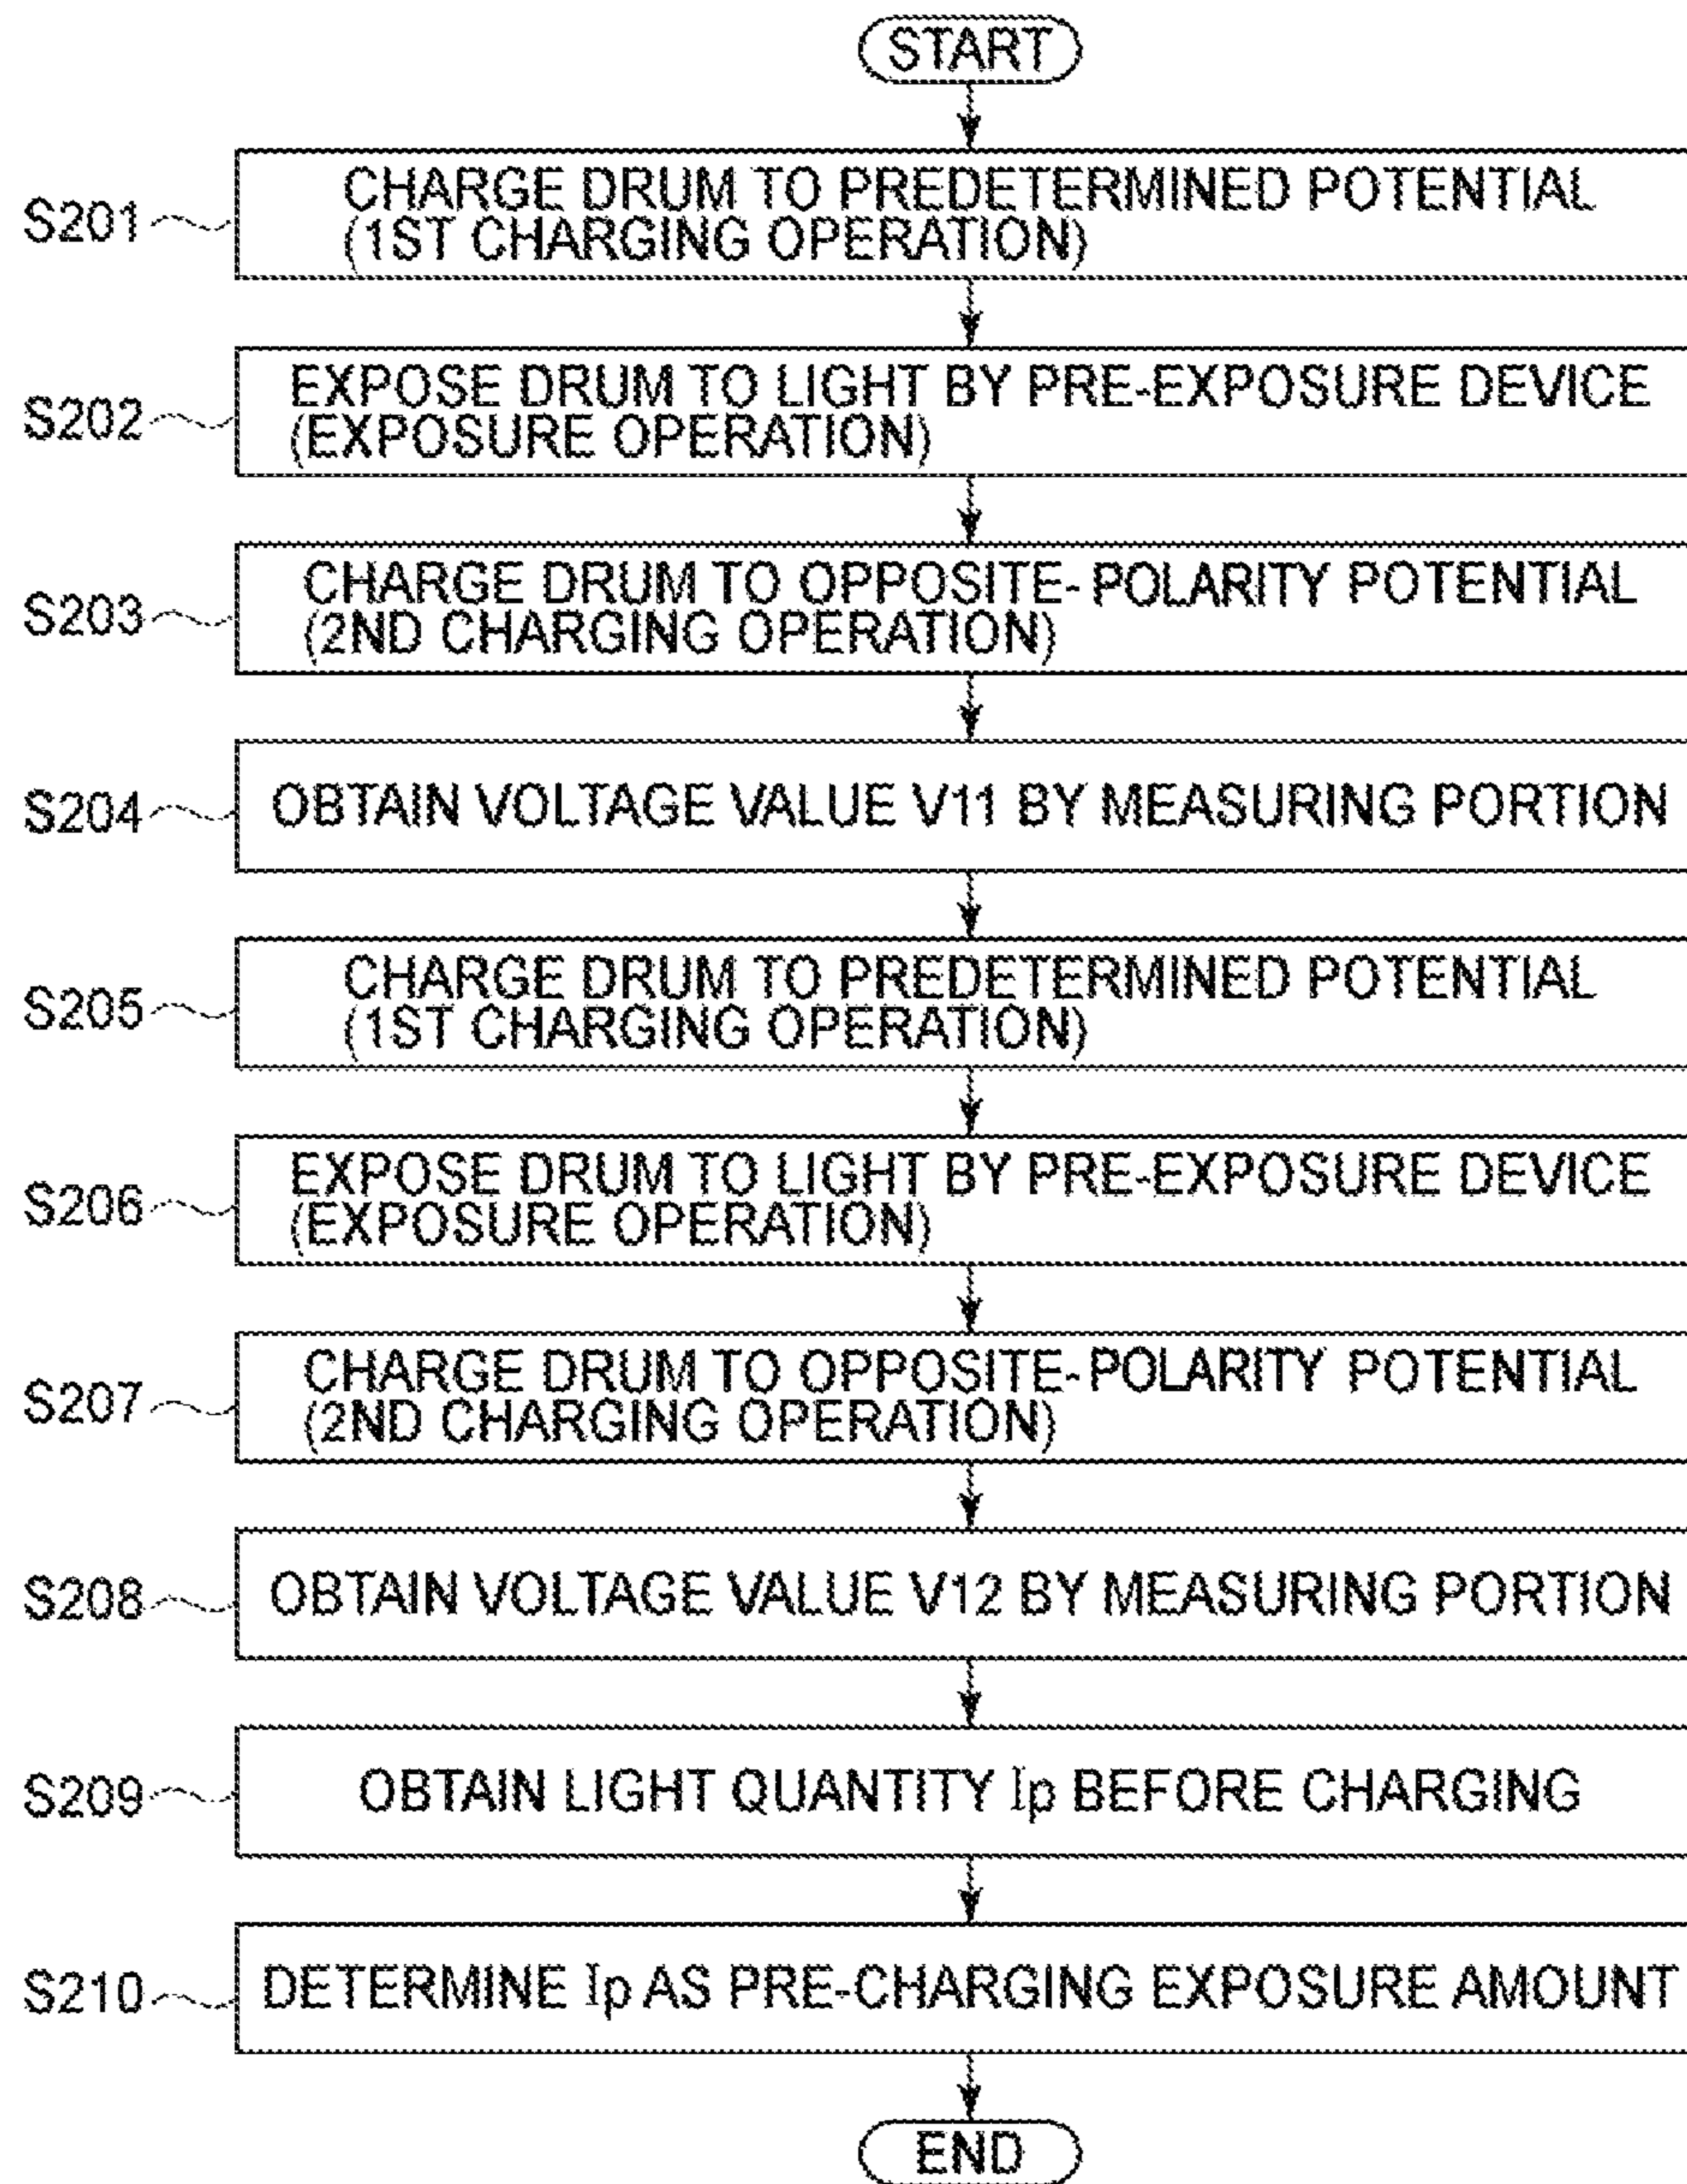 START
S201
CHARGE DRUM TO PREDETERMINED POTENTIAL
(1ST CHARGING OPERATION)
S202
EXPOSE DRUM TO LIGHT BY PRE-EXPOSURE DEVICE
(EXPOSURE OPERATION)
S203
CHARGE DRUM TO OPPOSITE-POLARITY POTENTIAL
(2ND CHARGING OPERATION)
S204
OBTAIN VOLTAGE VALUE V11 BY MEASURING PORTION
S205
CHARGE DRUM TO PREDETERMINED POTENTIAL
(1ST CHARGING OPERATION)
S206
EXPOSE DRUM TO LIGHT BY PRE-EXPOSURE DEVICE
(EXPOSURE OPERATION)
S207
CHARGE DRUM TO OPPOSITE-POLARITY POTENTIAL
(2ND CHARGING OPERATION)
S208
OBTAIN VOLTAGE VALUE V12 BY MEASURING PORTION
S209
OBTAIN LIGHT QUANTITY Ip BEFORE CHARGING
S210
DETERMINE Ip AS PRE-CHARGING EXPOSURE AMOUNT
END